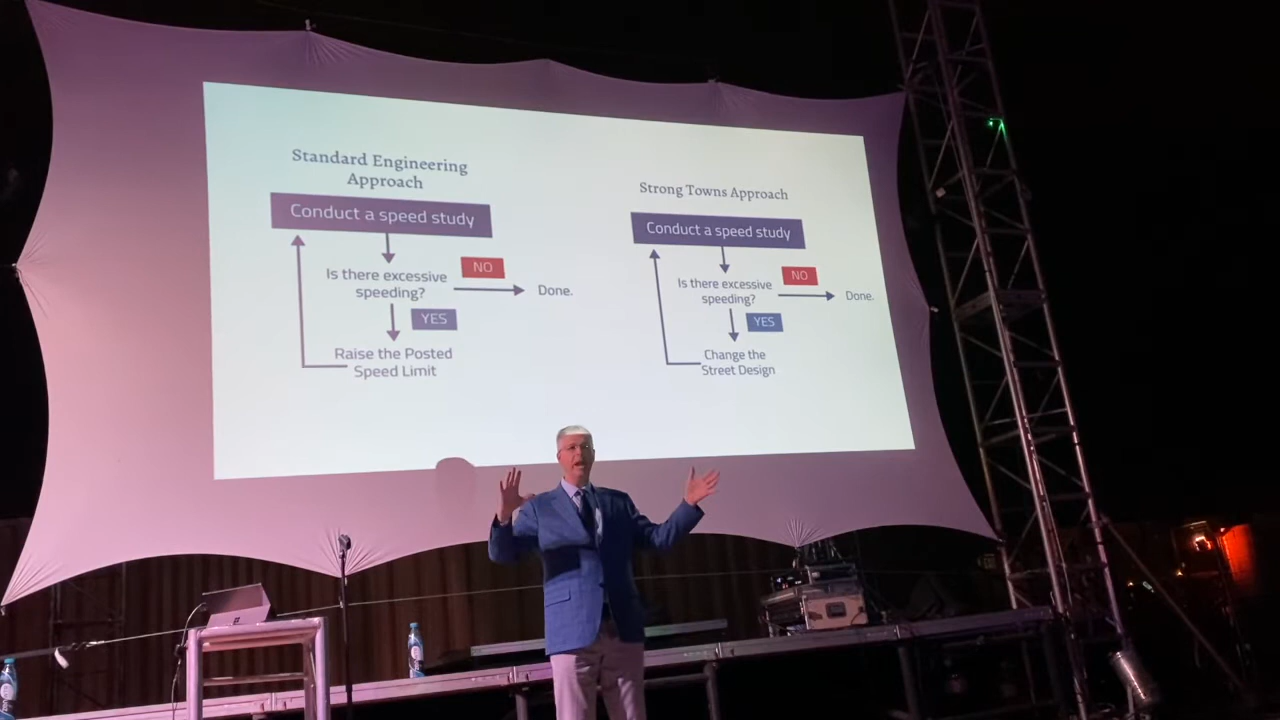 Standard Engineering
Approach
Conduct a speed study
Is there excessive
speeding?
NO
Done.
YES
Raise the Posted
Speed Limit
Strong Towns Approach
Conduct a speed study
Is there excessive
speeding?
NO
Done.
YES
Change the
Street Design